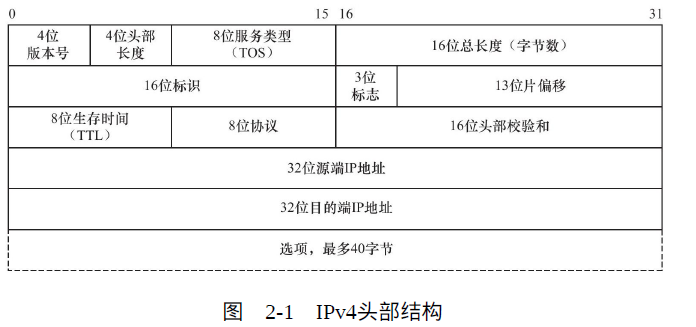 0 15 16 31
4位 4位头部 8位服务类型 16位总长度（字节数）
版本号 长度 （TOS）
16位标识 3位 13位片偏移
标志
8位生存时间 8位协议 16位头部校验和
（TTL）
32位源端IP地址
32位目的端IP地址
选项，最多40字节
图 2-1 IPv4头部结构